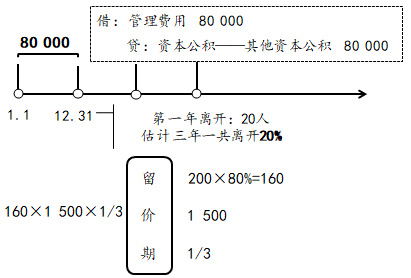 借：管理费用 80 000
贷：资本公积——其他资本公积 80 000
80 000
1.1
12.31
第一年离开：20人
估计三年一共离开20%
留 200×80%=160
160×1 500×1/3
价 1 500
期 1/3